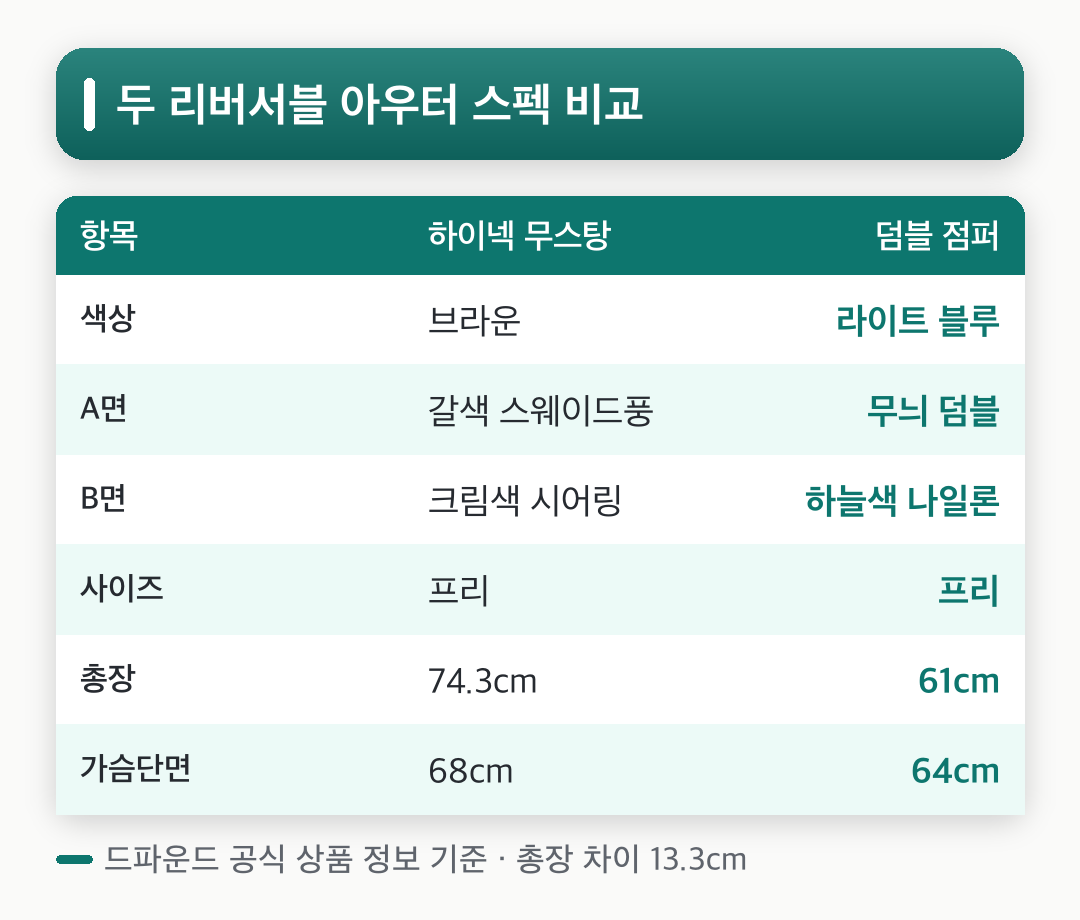 두 리버서블 아우터 스펙 비교
항목 하이넥 무스탕 덤블 점퍼
색상 브라운 라이트 블루
A면 갈색 스웨이드풍 무늬 덤블
B면 크림색 시어링 하늘색 나일론
사이즈 프리 프리
총장 74.3cm 61cm
가슴단면 68cm 64cm
드파운드 공식 상품 정보 기준 · 총장 차이 13.3cm